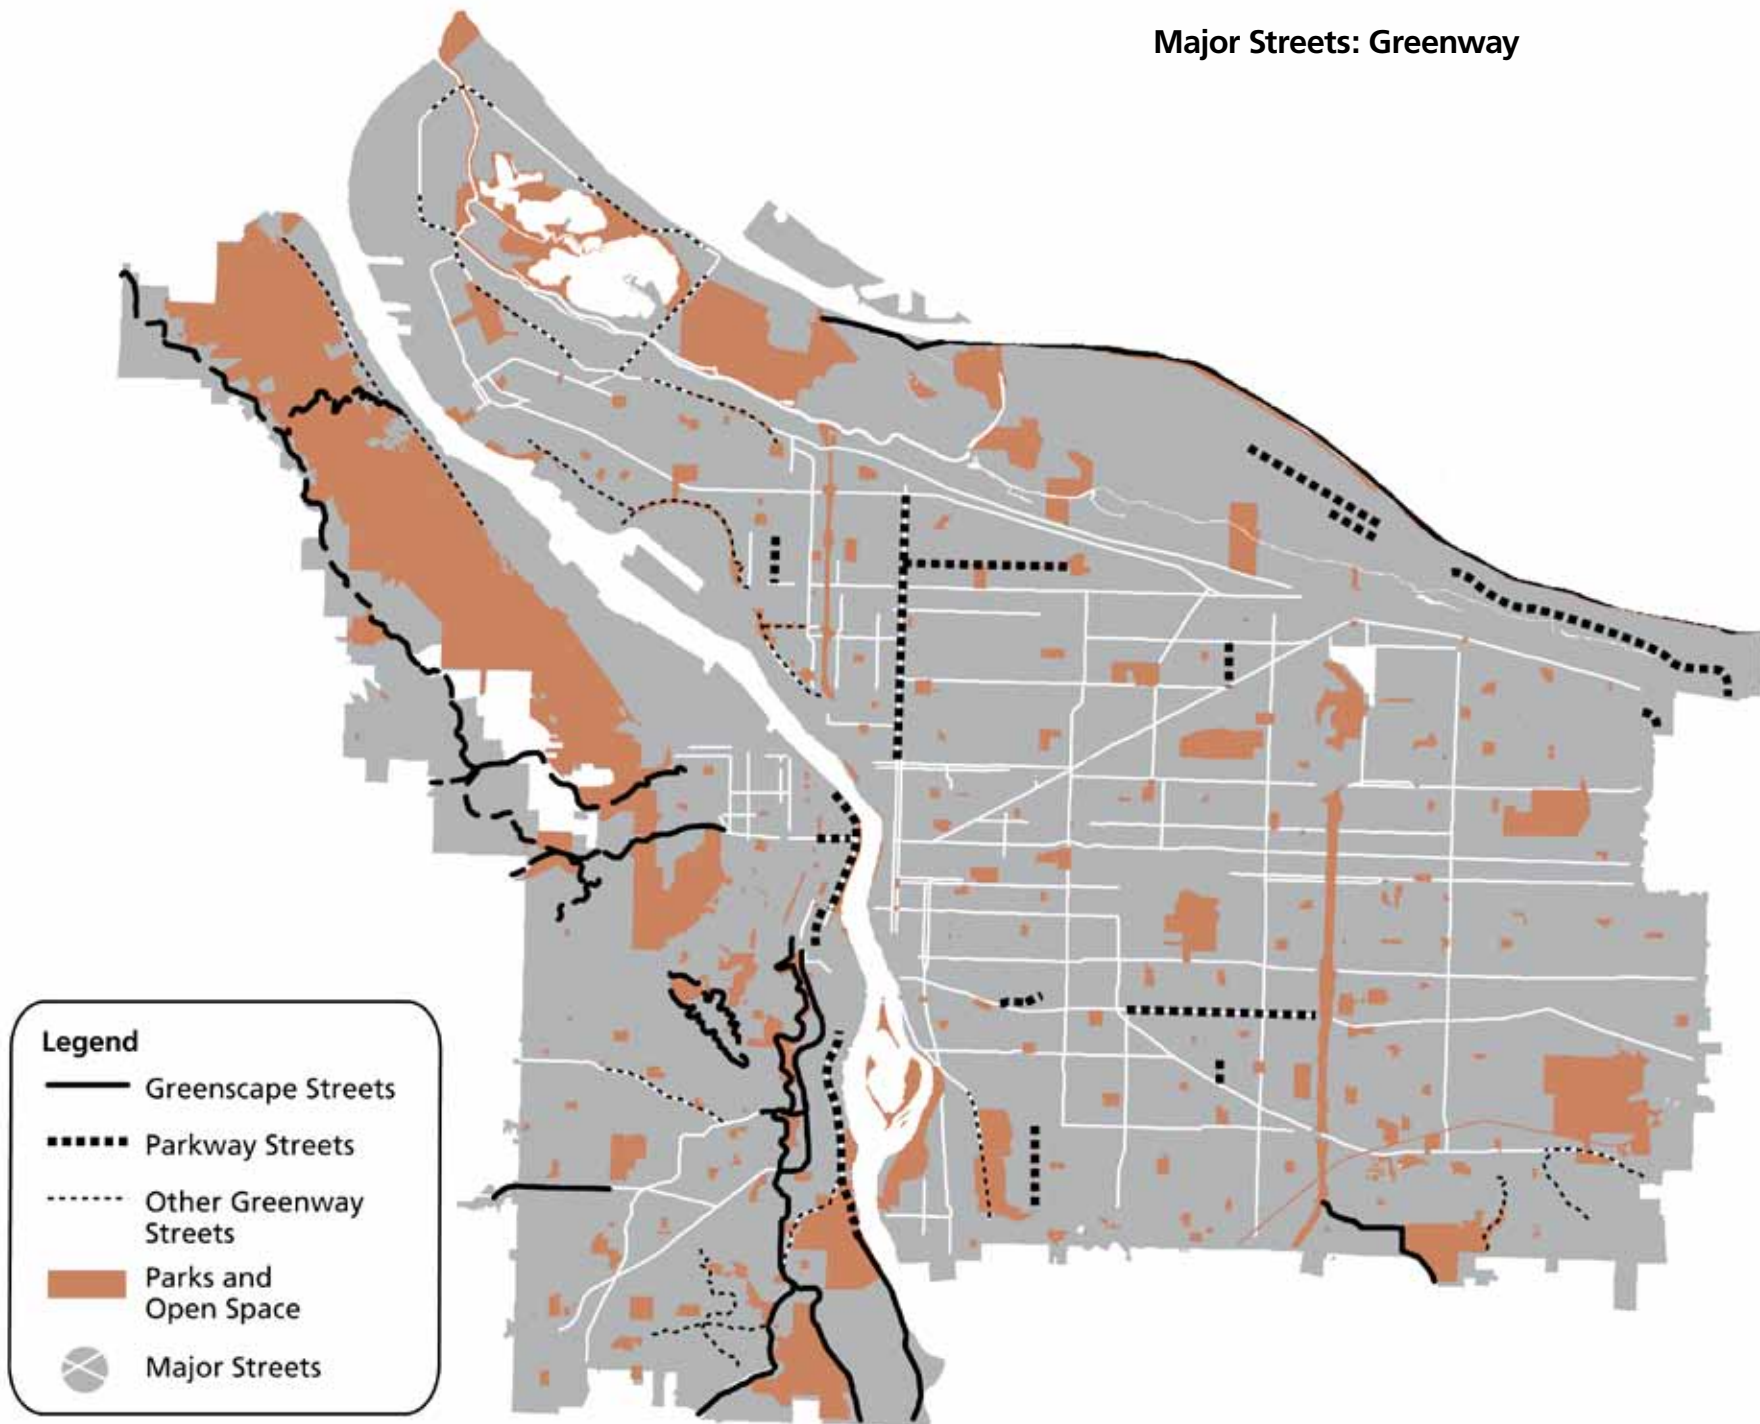 Major Streets: Greenway
Legend
Greenscape Streets
Parkway Streets
Other Greenway
Streets
Parks and
Open Space
Major Streets